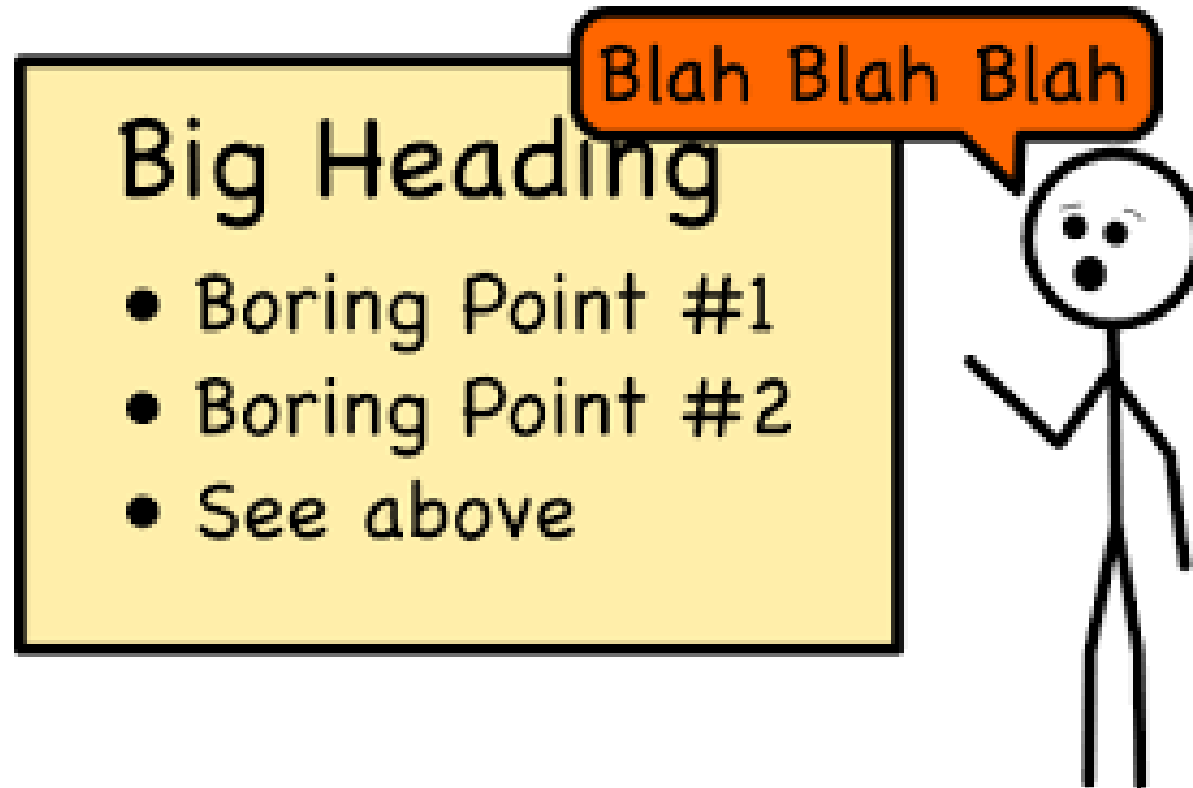 Blah Blah Blah
Big Heading
• Boring Point #1
• Boring Point #2
• See above